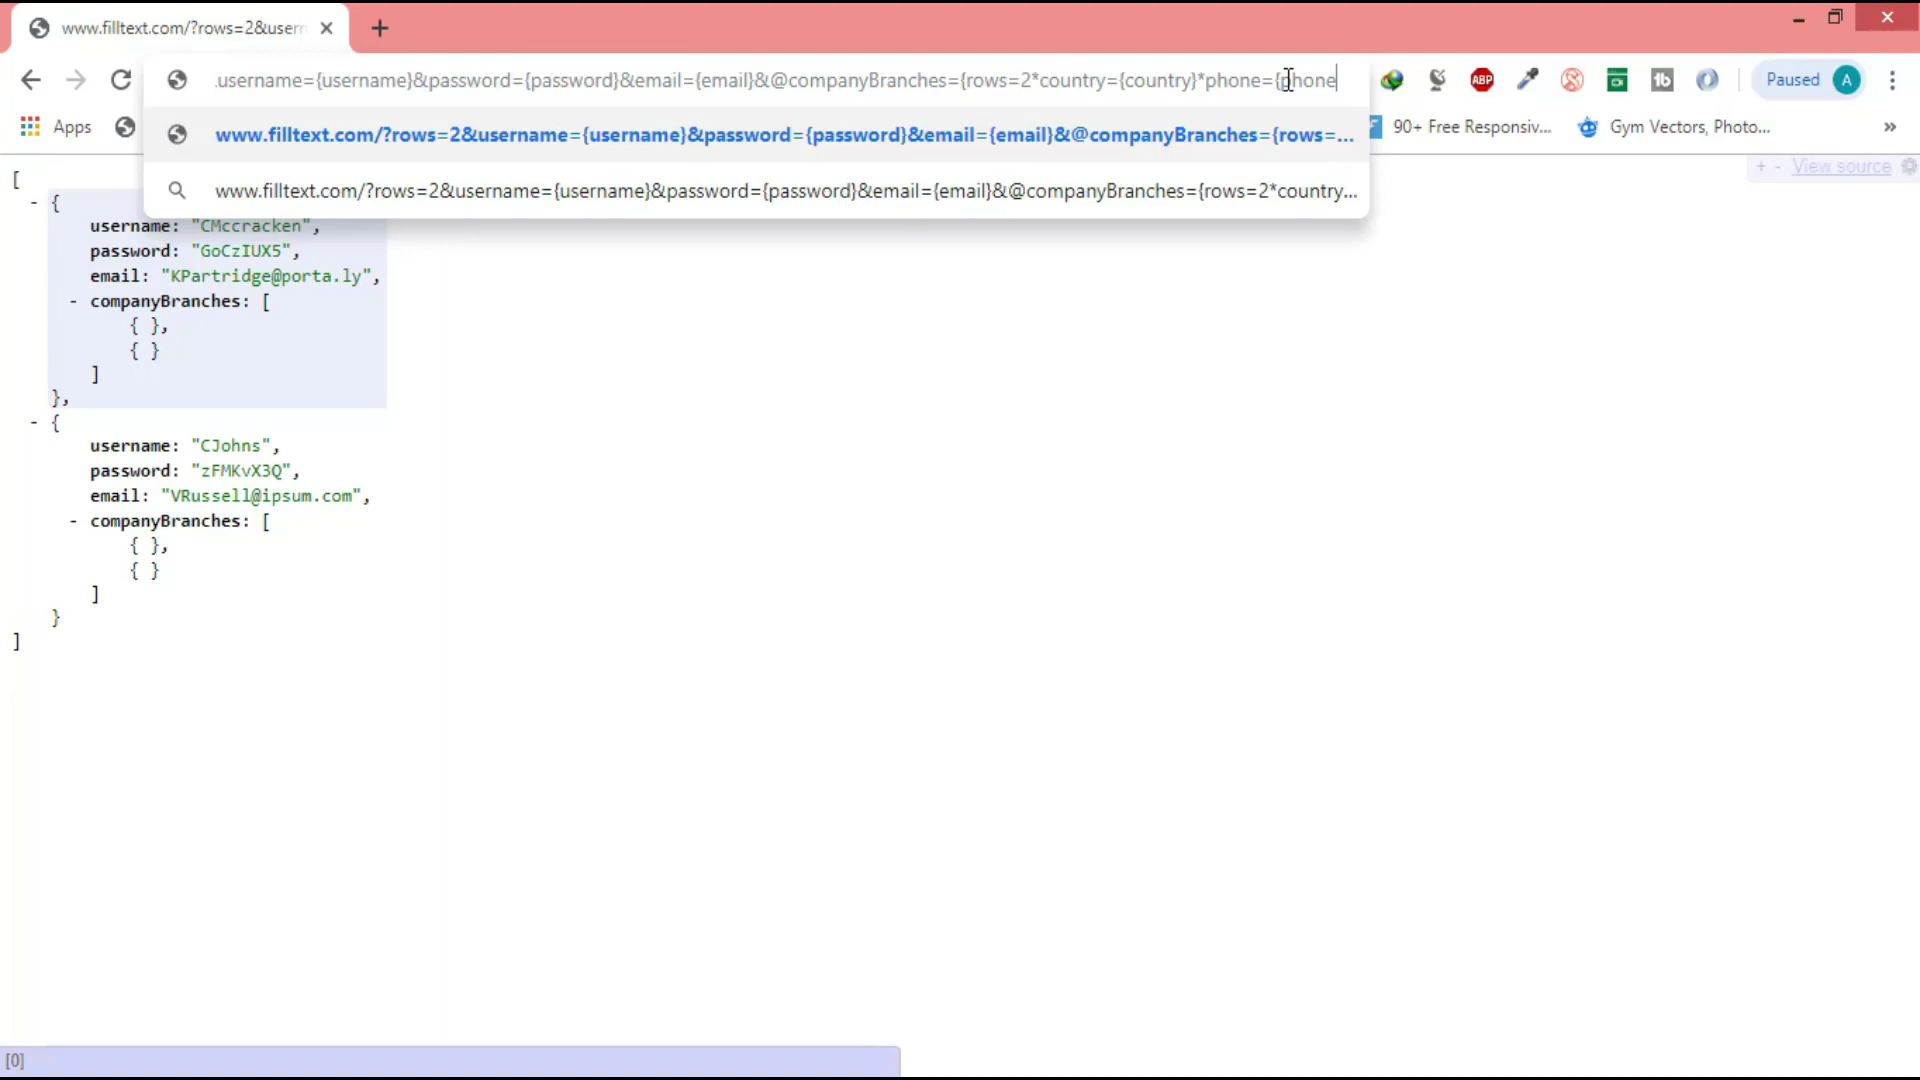 www.filltext.com/?rows=2&user
.username={username}&password={password}&email={email}&@companyBranches={rows=2*country={country}*phone={phone
ABP
Paused A
Apps
www.filltext.com/?rows=2&username={username}&password={password}&email={email}&@companyBranches={rows=...
90+ Free Responsiv...
Gym Vectors, Photo...
»
www.filltext.com/?rows=2&username={username}&password={password}&email={email}&@companyBranches={rows=2*country...
+ - View source
[
- {
username: "CMccracken",
password: "GoCzIUX5",
email: "KPartridge@porta.ly",
- companyBranches: [
{ },
{ }
]
},
- {
username: "CJohns",
password: "zFMKvX3Q",
email: "VRussell@ipsum.com",
- companyBranches: [
{ },
{ }
]
}
]
[0]